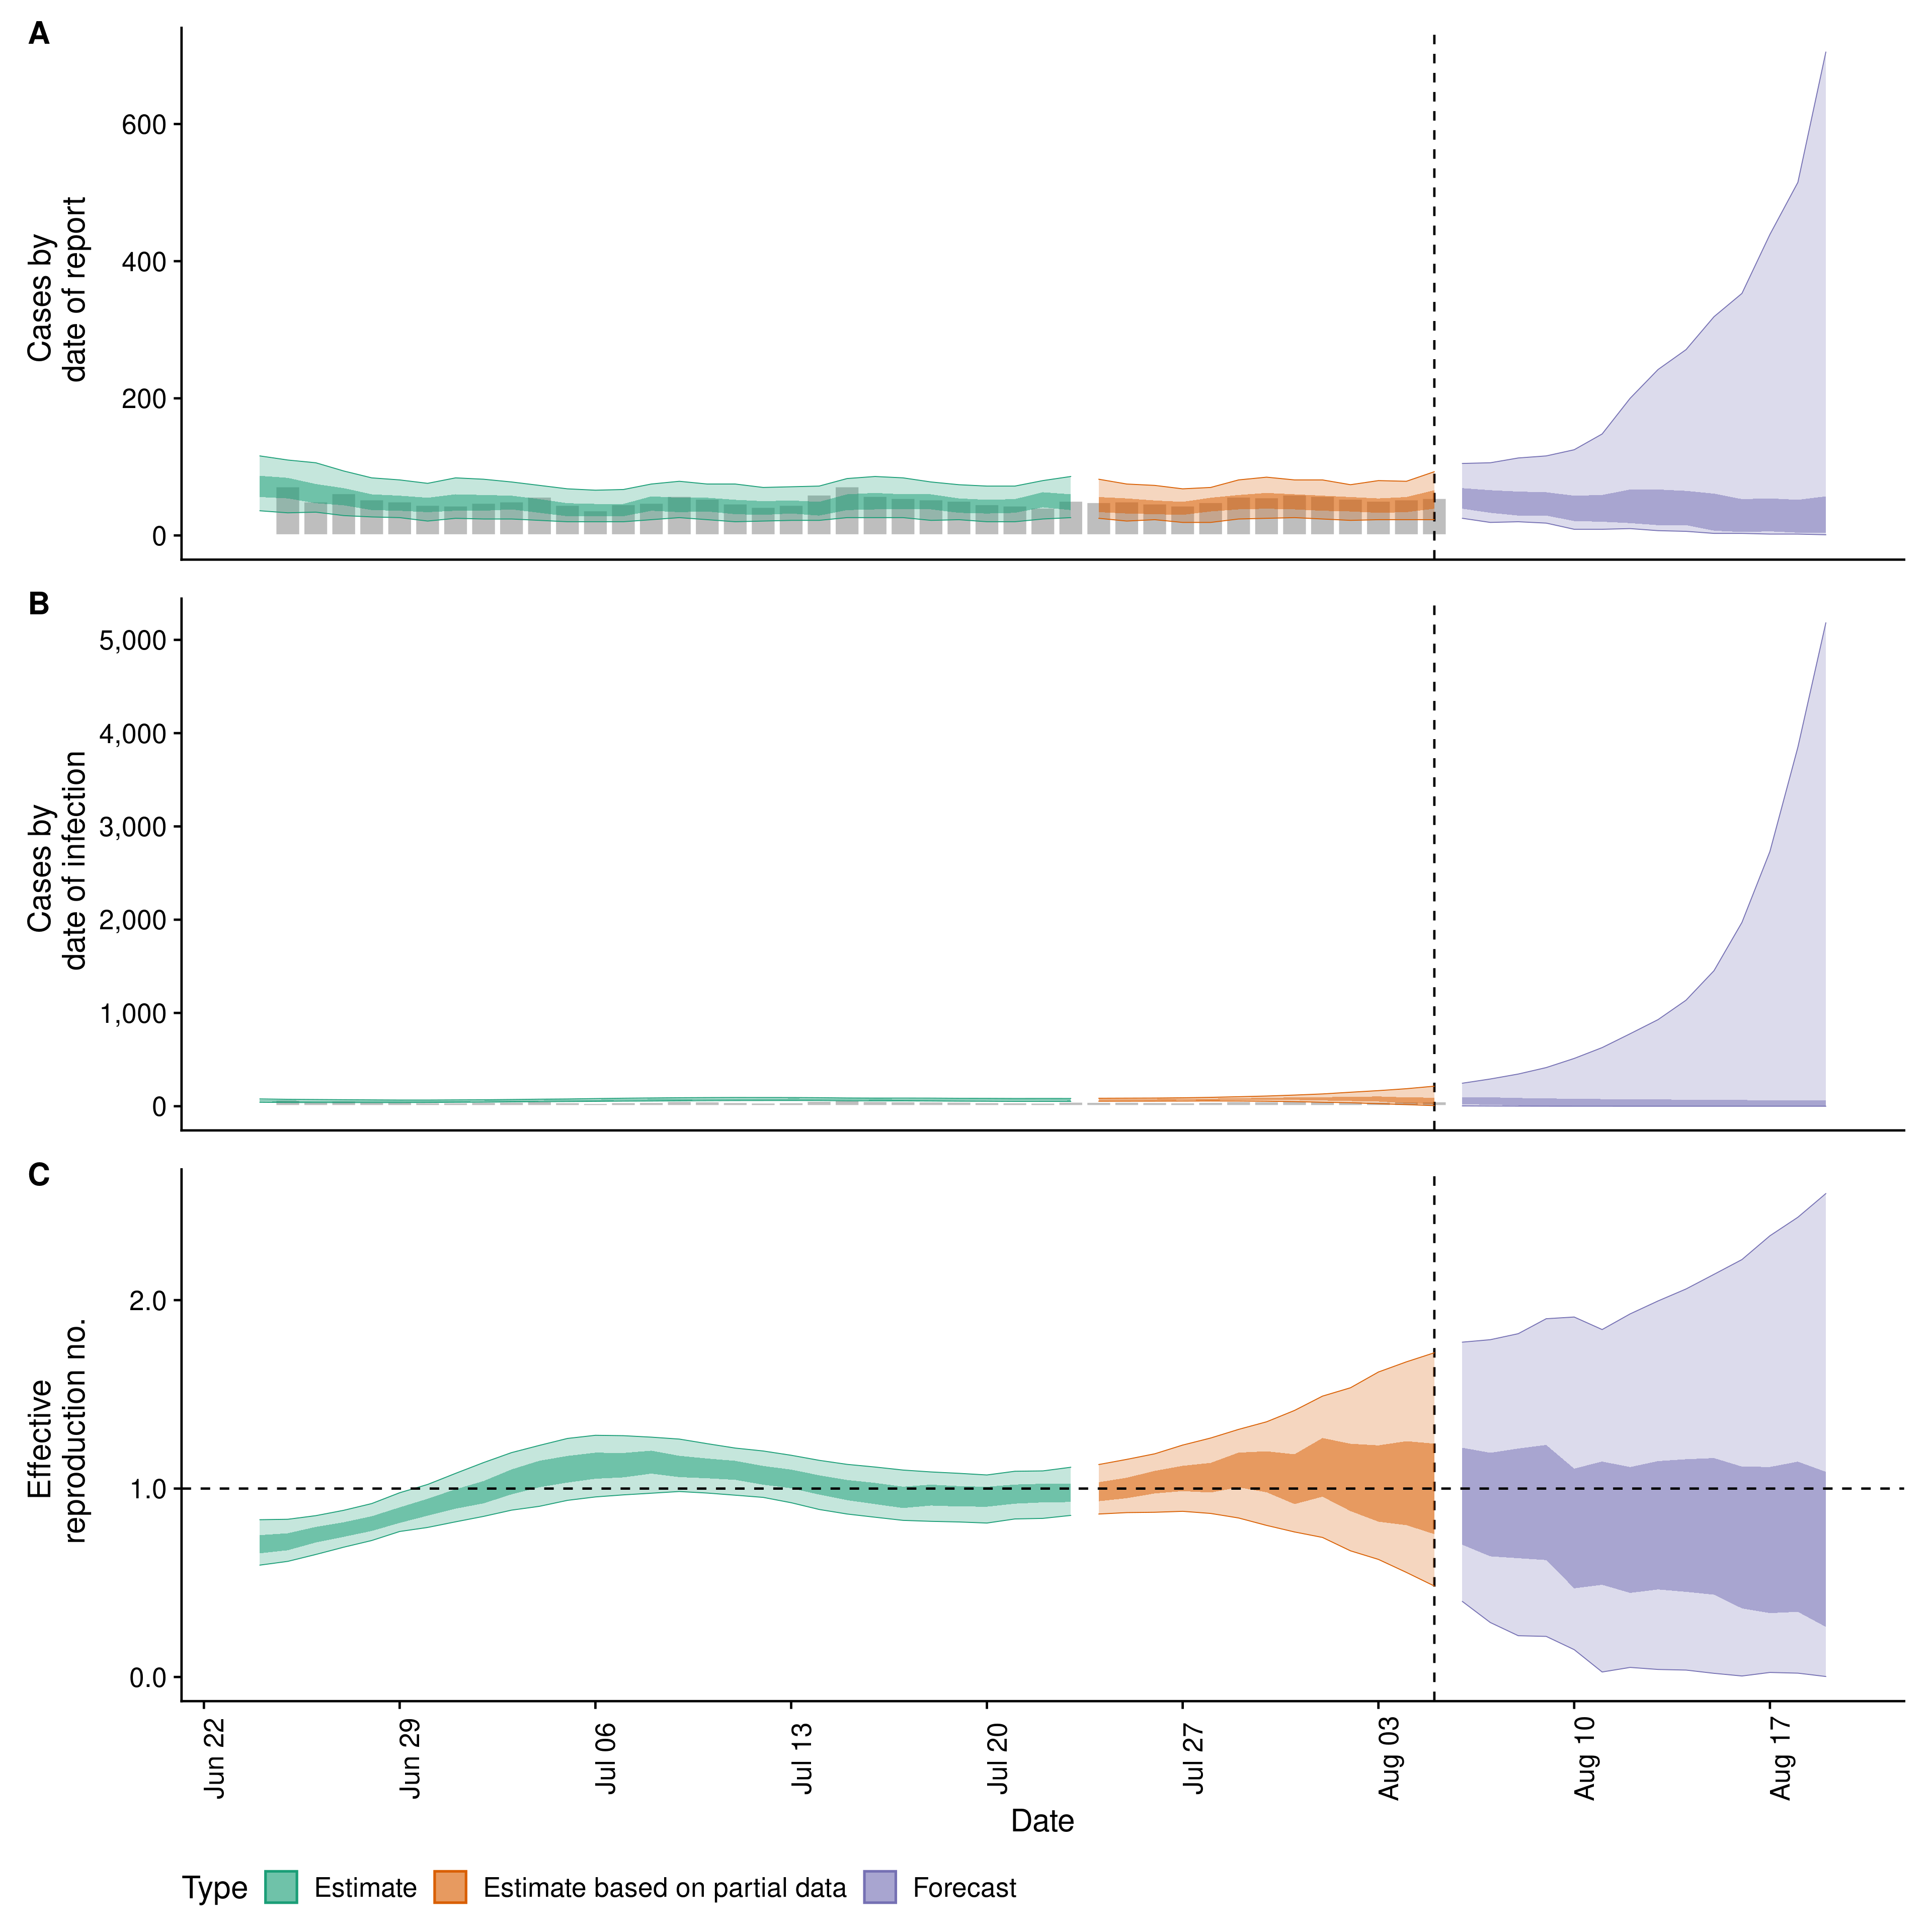 A
Cases by
date of report
600
400
200
0
B
Cases by
date of infection
5,000
4,000
3,000
2,000
1,000
0
C
Effective
reproduction no.
2.0
1.0
0.0
Jun 22
Jun 29
Jul 06
Jul 13
Jul 20
Jul 27
Aug 03
Aug 10
Aug 17
Date
Type Estimate Estimate based on partial data Forecast